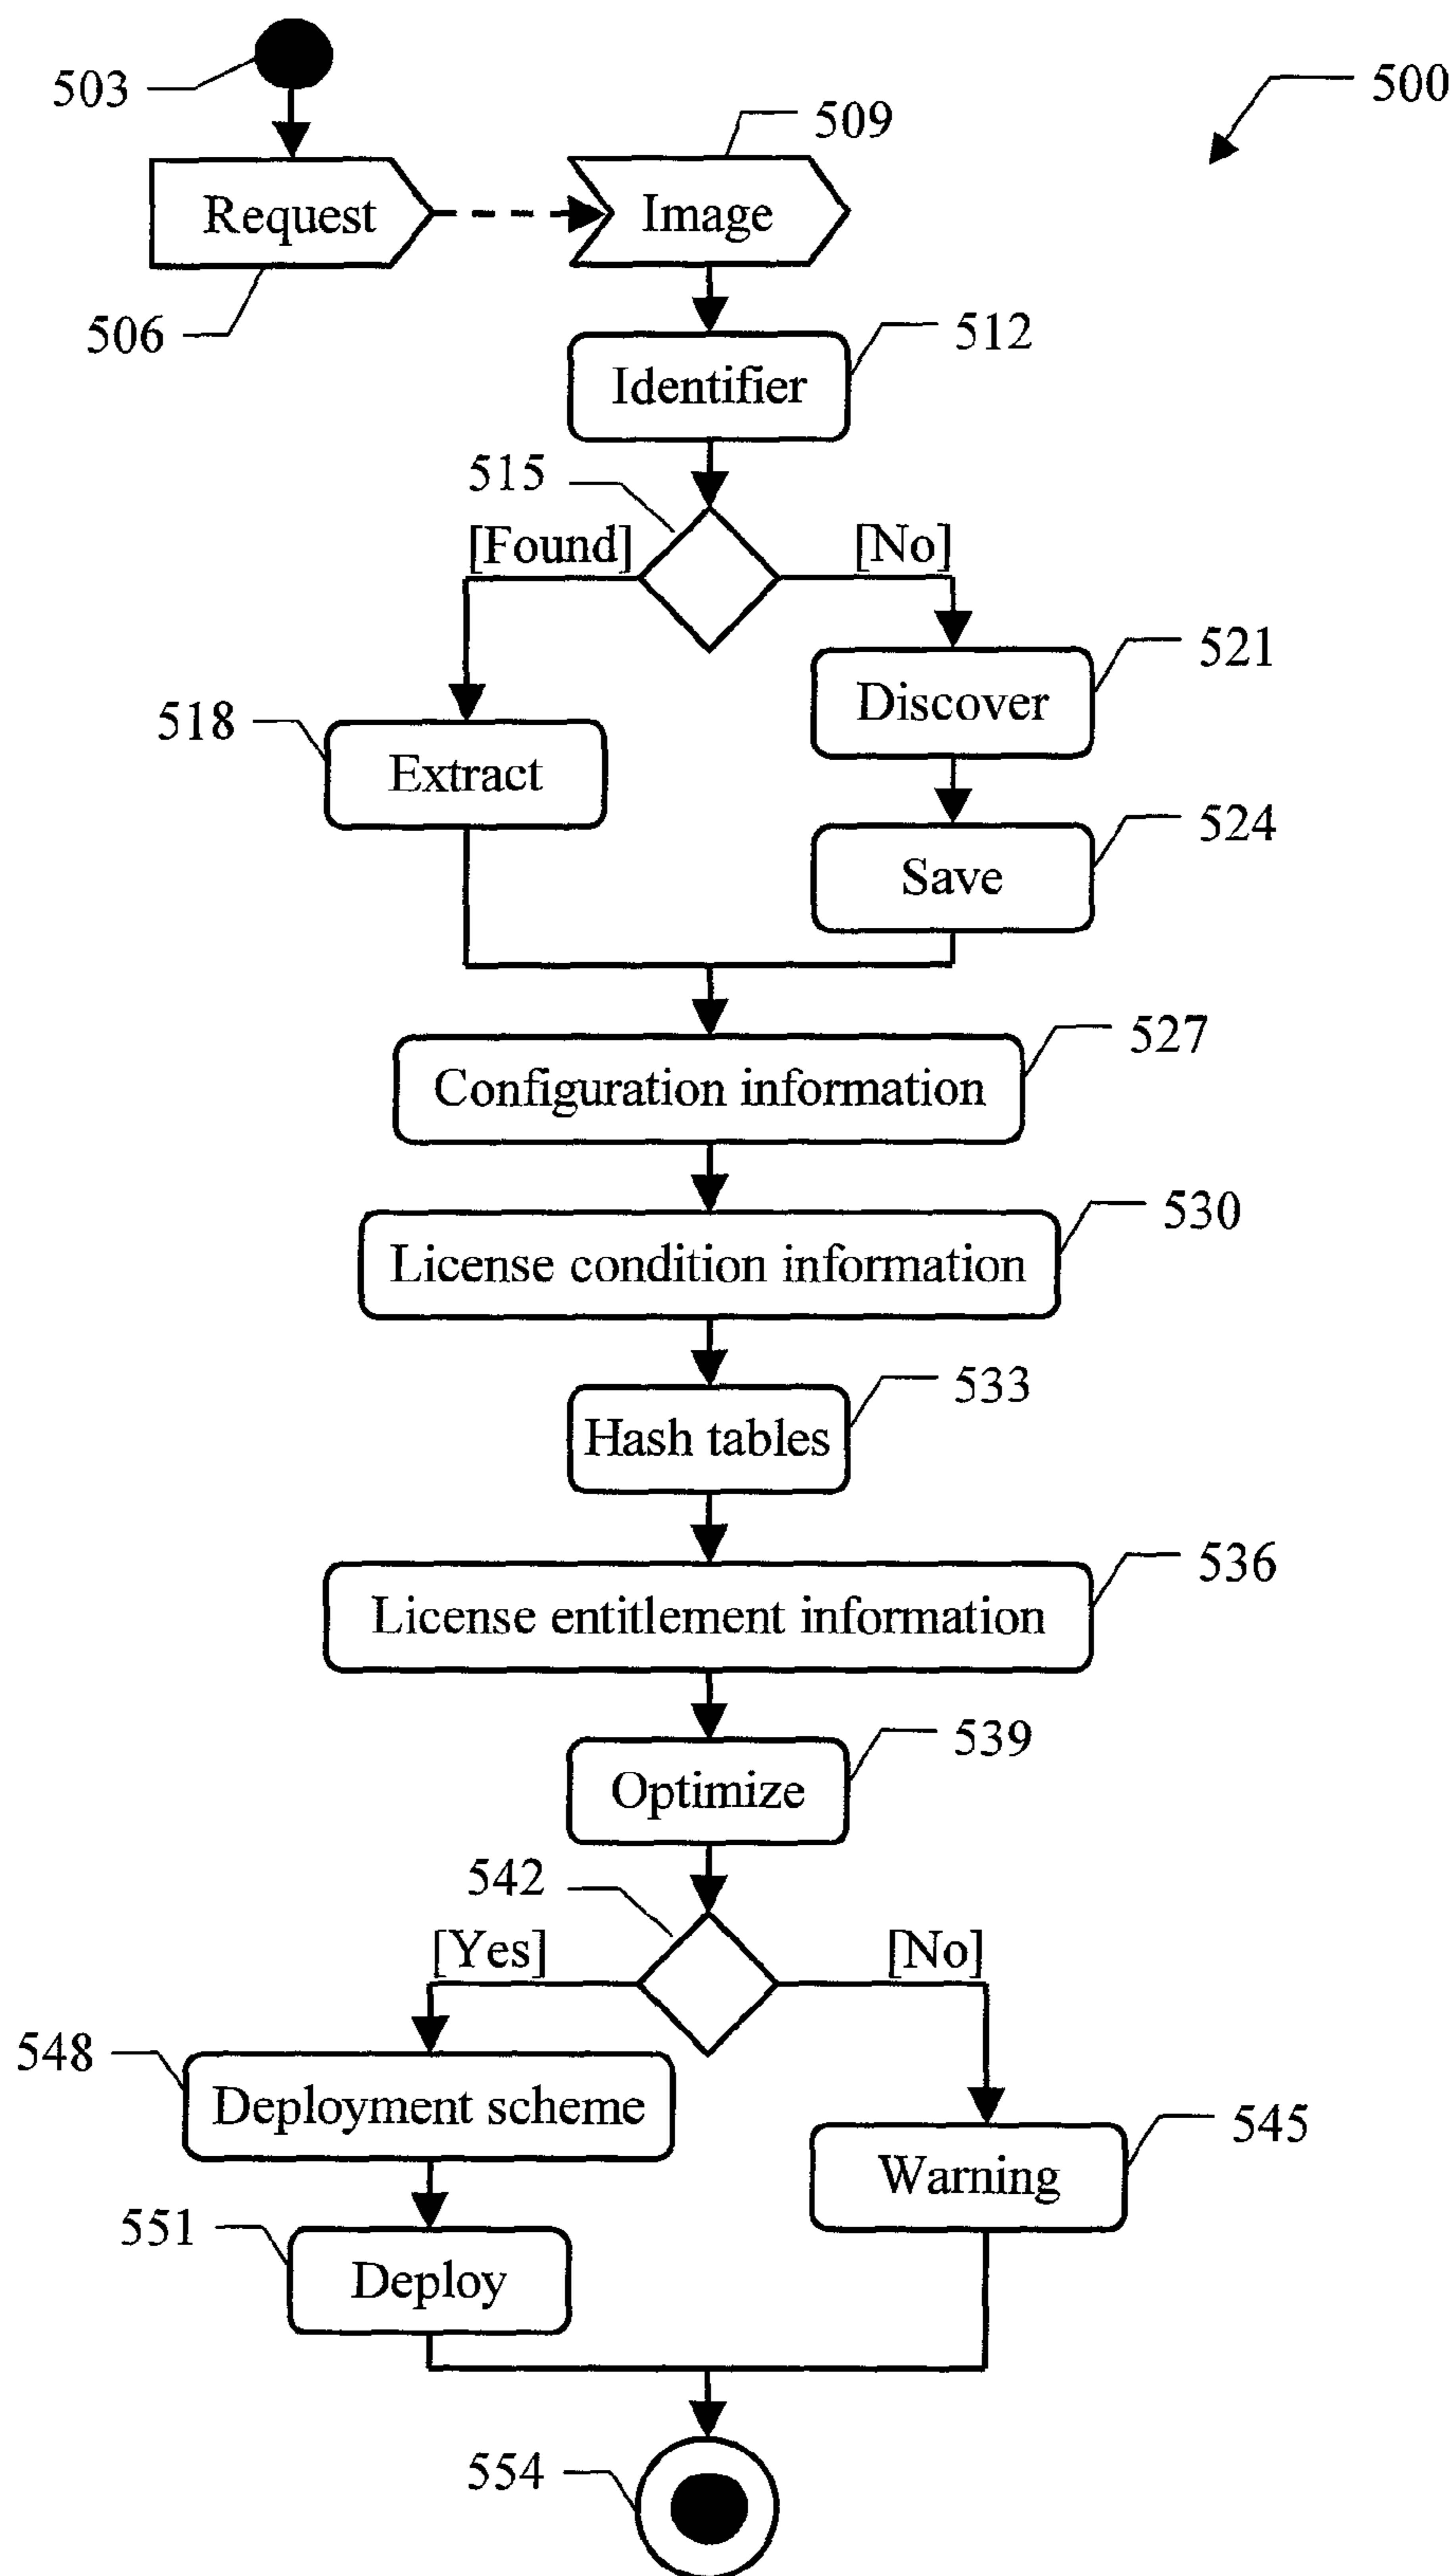 503
500
509
Request
Image
506
512
Identifier
515
[Found]
[No]
521
Discover
518
Extract
524
Save
527
Configuration information
530
License condition information
533
Hash tables
536
License entitlement information
539
Optimize
542
[Yes]
[No]
548
Deployment scheme
545
Warning
551
Deploy
554